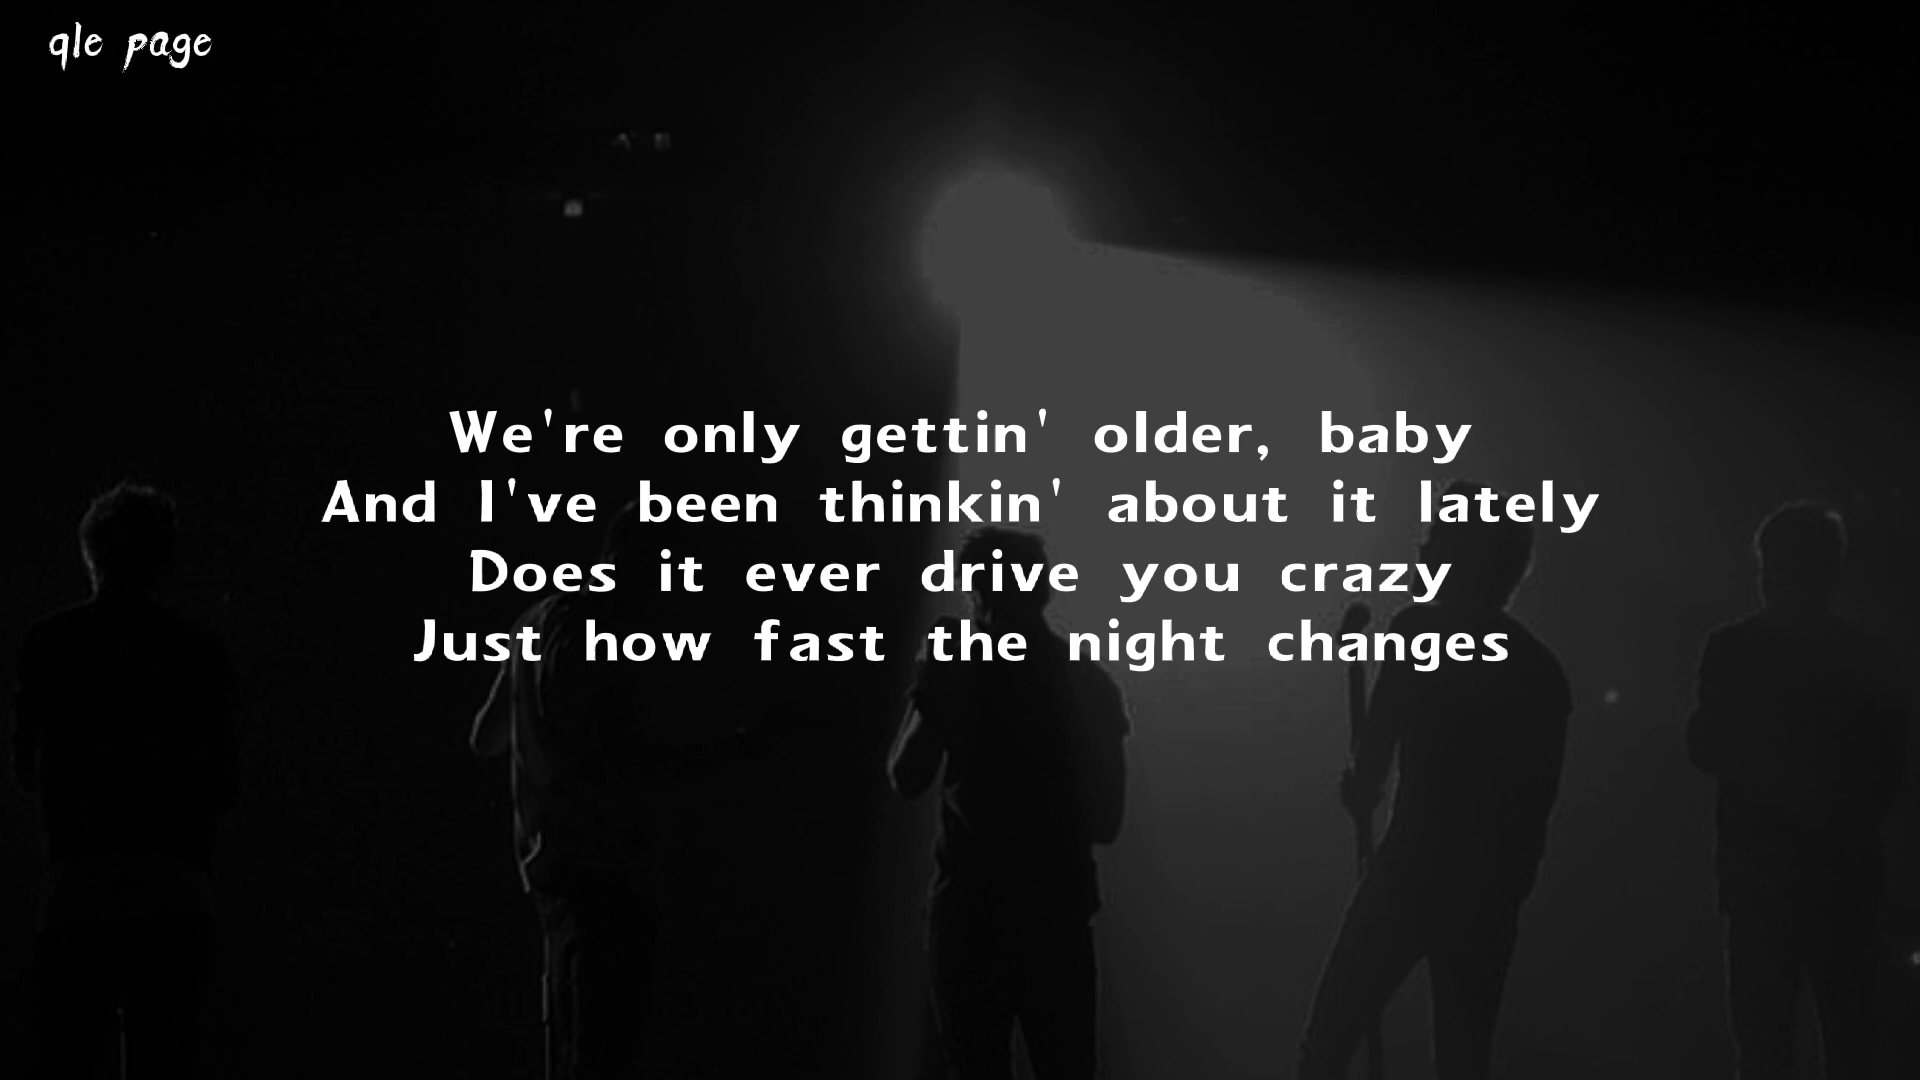 qle page
We're only gettin' older, baby
And I've been thinkin' about it lately
Does it ever drive you crazy
Just how fast the night changes